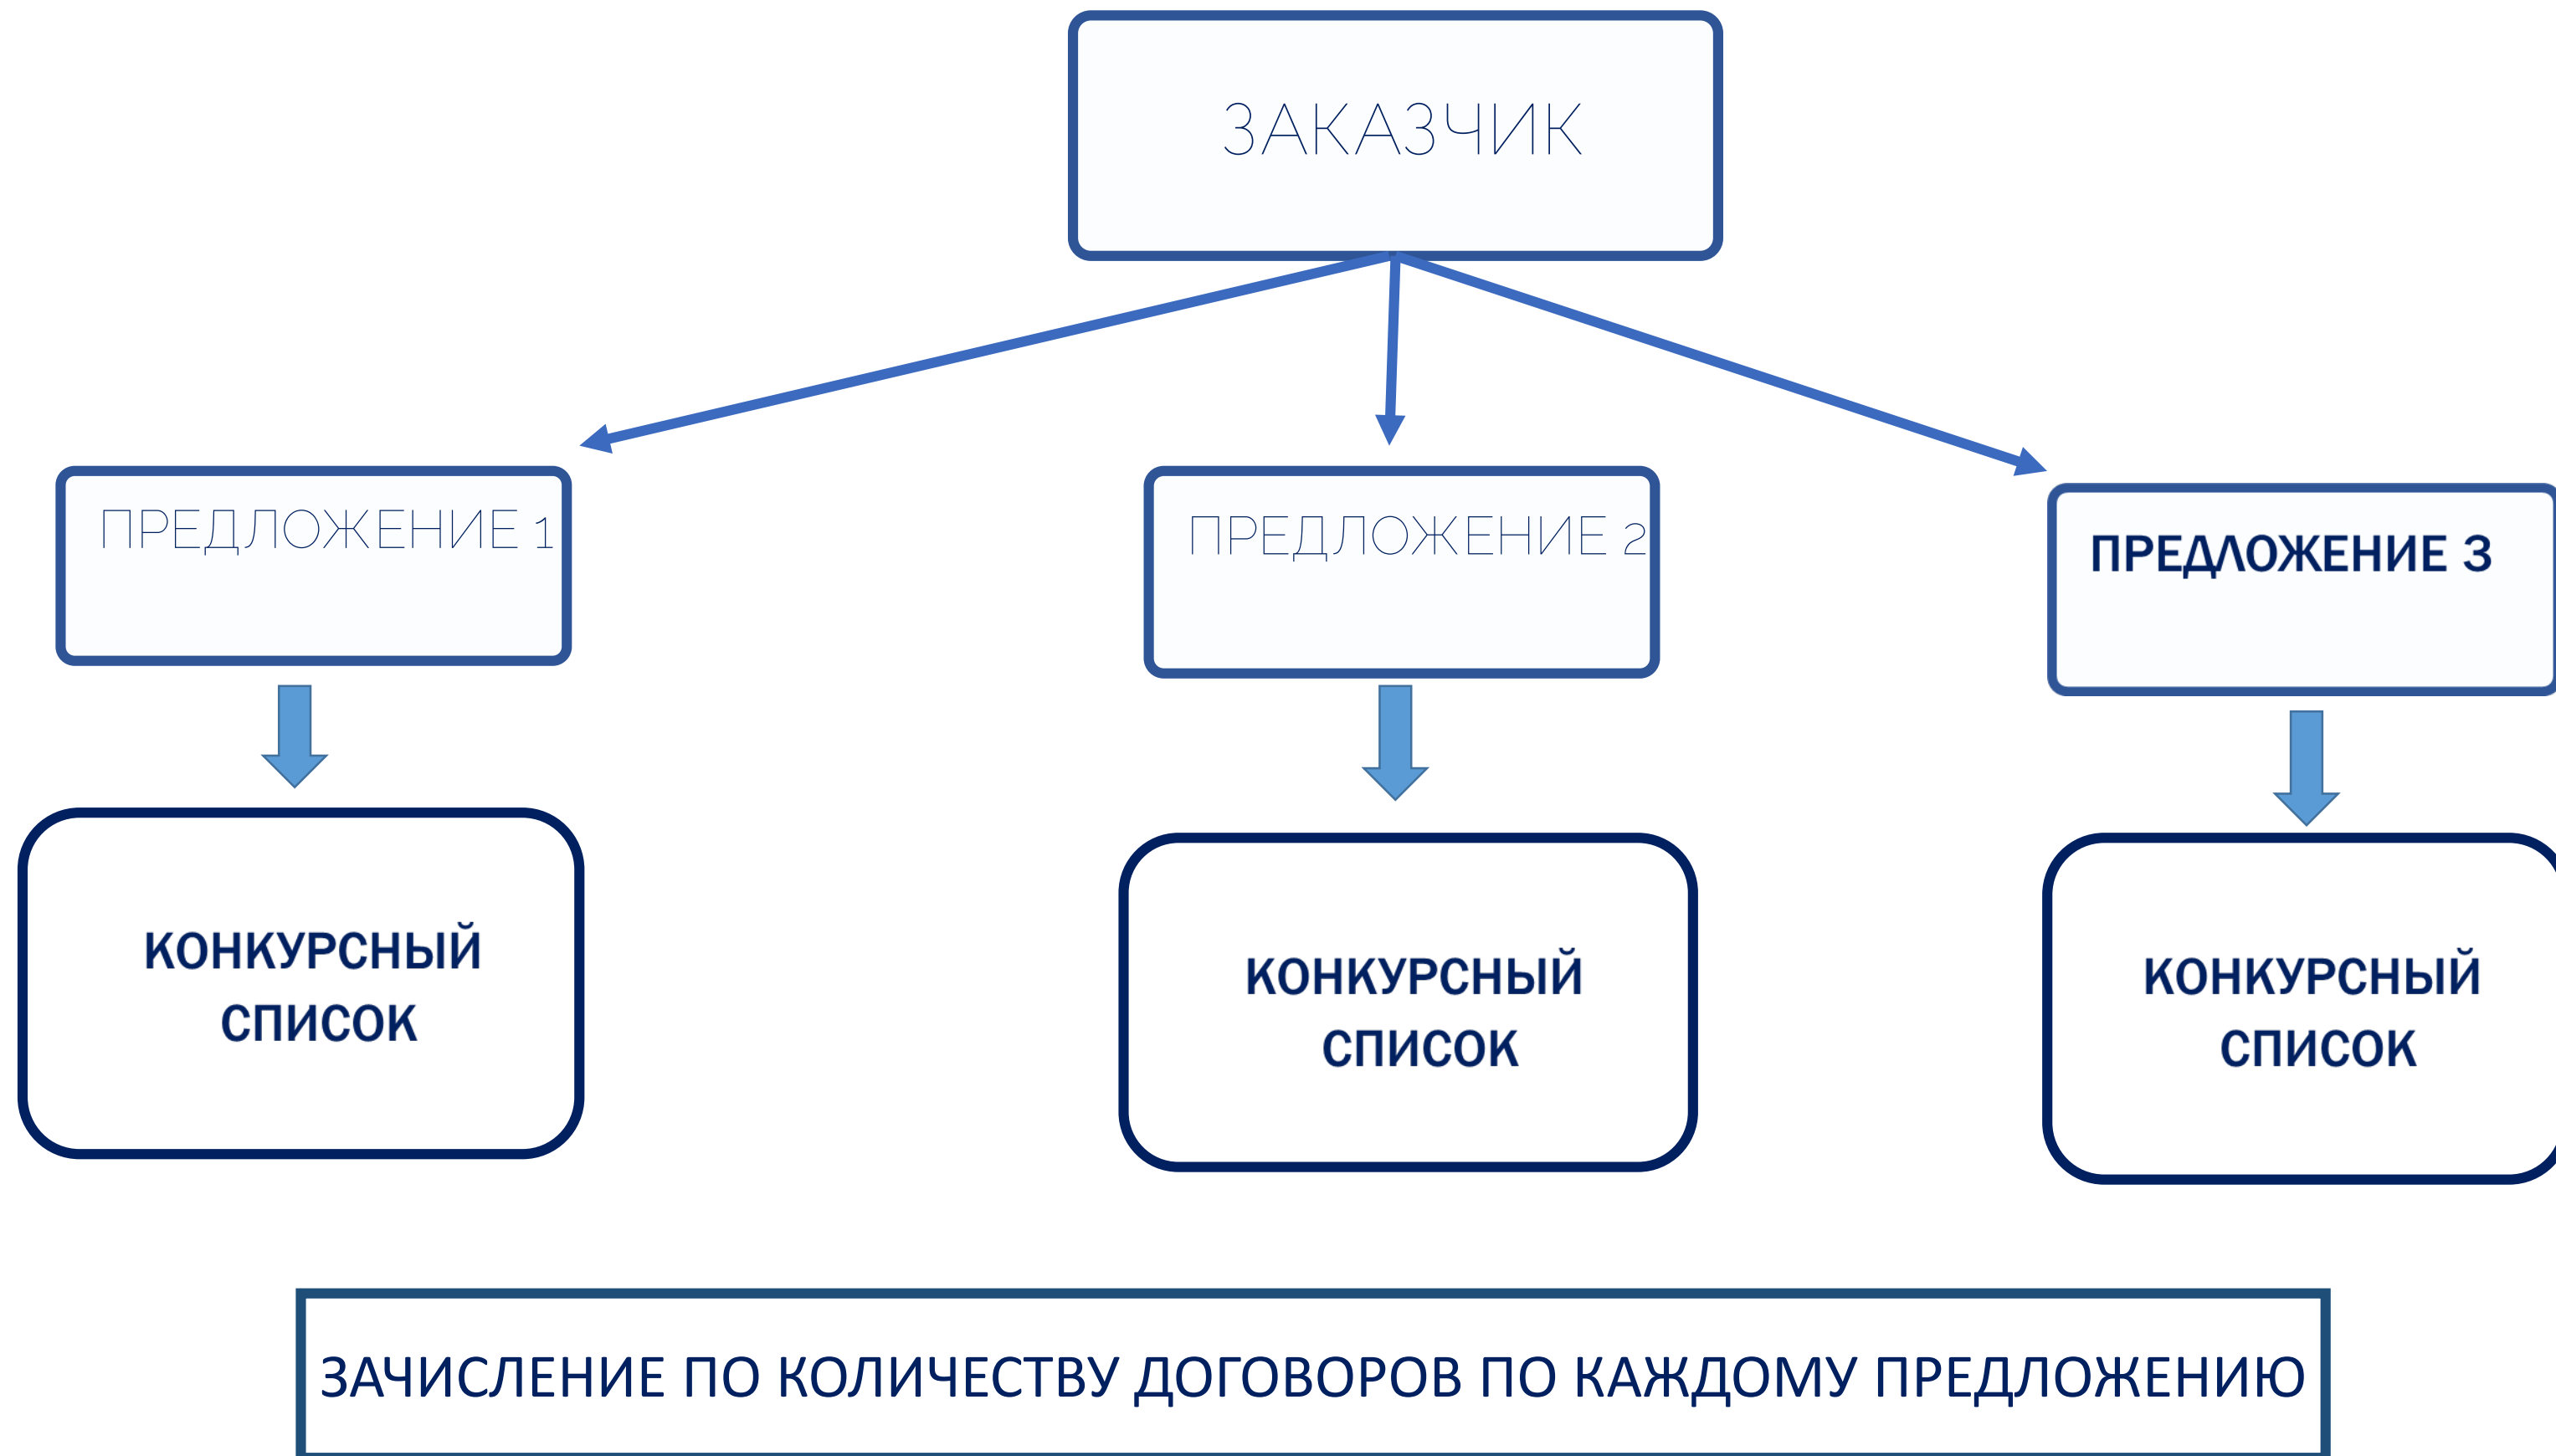 ЗАКАЗЧИК
ПРЕДЛОЖЕНИЕ 1
ПРЕДЛОЖЕНИЕ 2
ПРЕДЛОЖЕНИЕ 3
КОНКУРСНЫЙ
СПИСОК
КОНКУРСНЫЙ
СПИСОК
КОНКУРСНЫЙ
СПИСОК
ЗАЧИСЛЕНИЕ ПО КОЛИЧЕСТВУ ДОГОВОРОВ ПО КАЖДОМУ ПРЕДЛОЖЕНИЮ